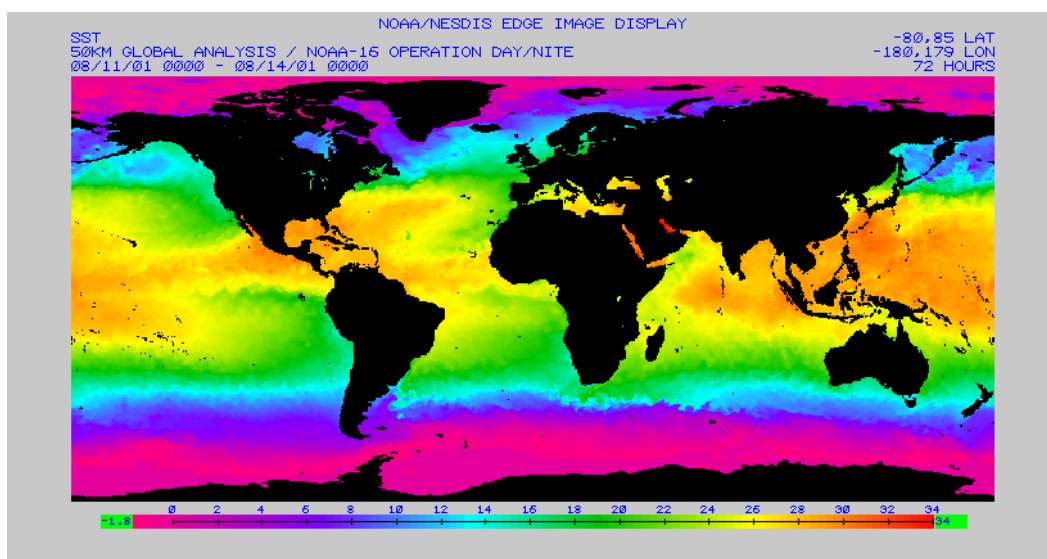 NOAA/NESDIS EDGE IMAGE DISPLAY
SST -80,85 LAT
50KM GLOBAL ANALYSIS / NOAA-16 OPERATION DAY/NITE -180,179 LON
08/11/01 0000 - 08/14/01 0000 72 HOURS
0 2 4 6 8 10 12 14 16 18 20 22 24 26 28 30 32 34
-1.8 34